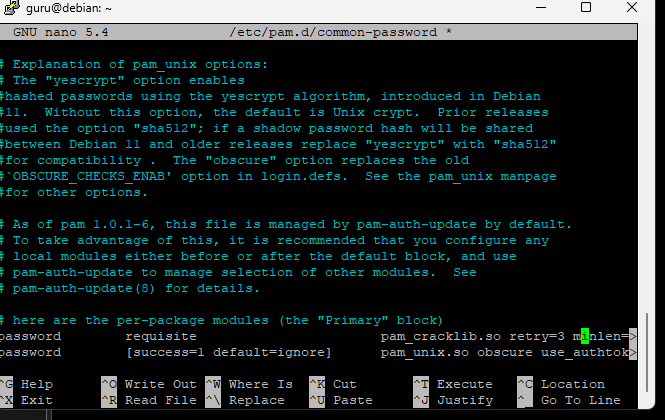 guru@debian: ~
GNU nano 5.4 /etc/pam.d/common-password *
# Explanation of pam_unix options:
# The "yescrypt" option enables
#hashed passwords using the yescrypt algorithm, introduced in Debian
#11.  Without this option, the default is Unix crypt.  Prior releases
#used the option "sha512"; if a shadow password hash will be shared
#between Debian 11 and older releases replace "yescrypt" with "sha512"
#for compatibility .  The "obscure" option replaces the old
#`OBSCURE_CHECKS_ENAB' option in login.defs.  See the pam_unix manpage
#for other options.
# As of pam 1.0.1-6, this file is managed by pam-auth-update by default.
# To take advantage of this, it is recommended that you configure any
# local modules either before or after the default block, and use
# pam-auth-update to manage selection of other modules.  See
# pam-auth-update(8) for details.
# here are the per-package modules (the "Primary" block)
password        requisite                       pam_cracklib.so retry=3 minlen=>
password        [success=1 default=ignore]      pam_unix.so obscure use_authtok>
^G Help ^O Write Out ^W Where Is ^K Cut ^T Execute ^C Location
^X Exit ^R Read File ^\ Replace ^U Paste ^J Justify ^_ Go To Line